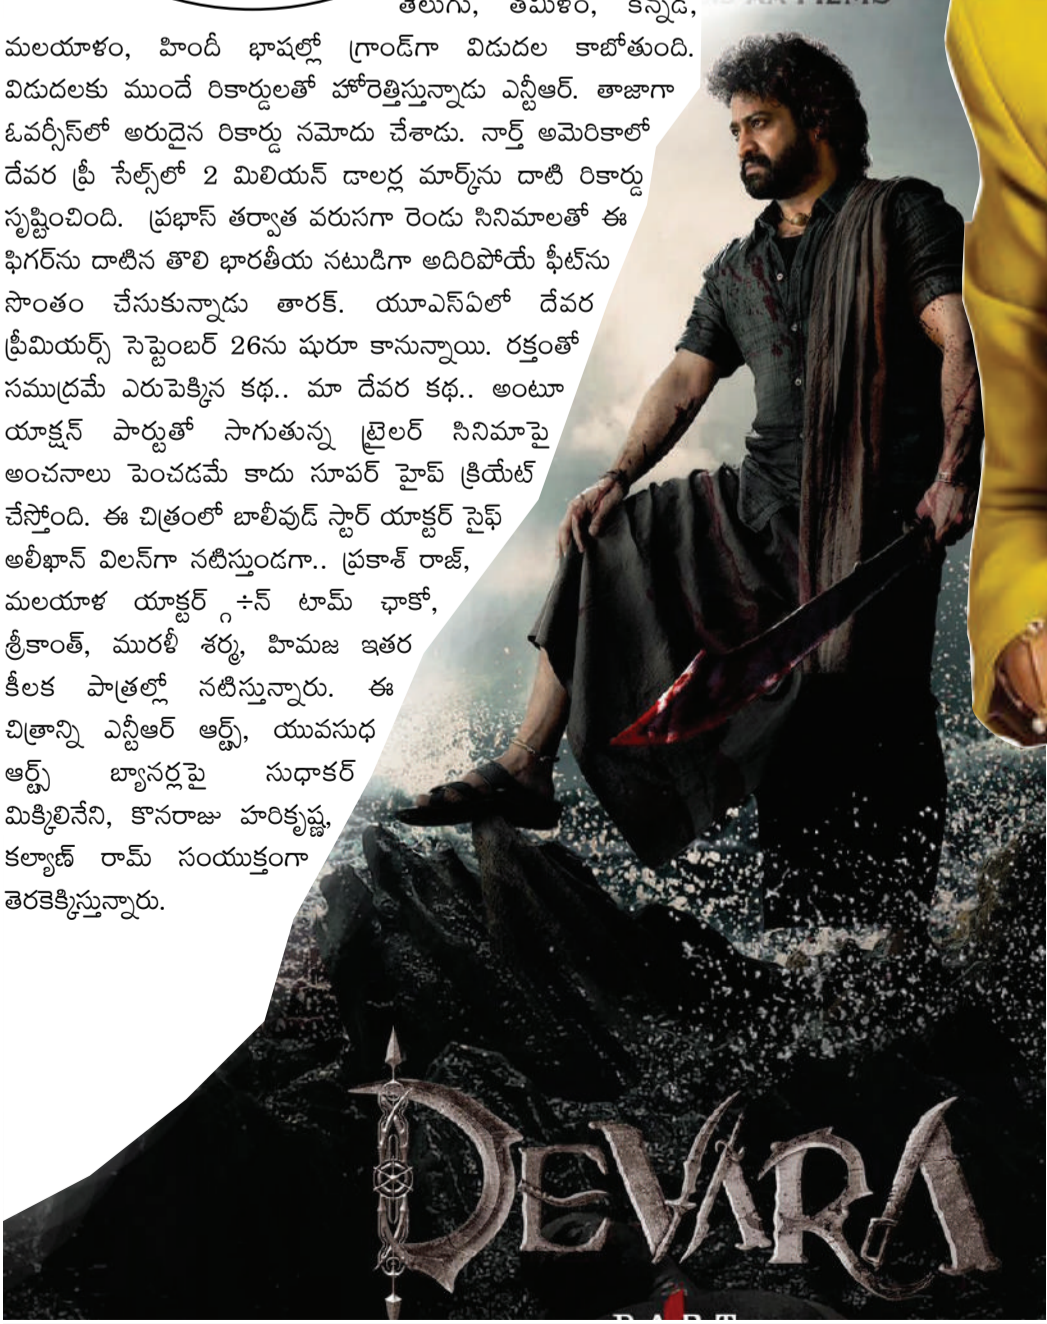 తెలుగు, తమిళం, కన్నడ,
మలయాళం, హిందీ భాషల్లో గ్రాండ్‌గా విడుదల కాబోతుంది.
విడుదలకు ముందే రికార్డులతో హోరెత్తిస్తున్నాడు ఎన్టీఆర్. తాజాగా
ఓవర్సీస్‌లో అరుదైన రికార్డు నమోదు చేశాడు. నార్త్ అమెరికాలో
దేవర ప్రీ సేల్స్‌లో 2 మిలియన్ డాలర్ల మార్క్‌ను దాటి రికార్డు
సృష్టించింది. ప్రభాస్ తర్వాత వరుసగా రెండు సినిమాలతో ఈ
ఫిగర్‌ను దాటిన తొలి భారతీయ నటుడిగా అదిరిపోయే ఫీట్‌ను
సొంతం చేసుకున్నాడు తారక్. యూఎస్ఏలో దేవర
ప్రీమియర్స్ సెప్టెంబర్ 26ను షురూ కానున్నాయి. రక్తంతో
సముద్రమే ఎరుపెక్కిన కథ.. మా దేవర కథ.. అంటూ
యాక్షన్ పార్టుతో సాగుతున్న ట్రైలర్ సినిమాపై
అంచనాలు పెంచడమే కాదు సూపర్ హైప్ క్రియేట్
చేస్తోంది. ఈ చిత్రంలో బాలీవుడ్ స్టార్ యాక్టర్ సైఫ్
అలీఖాన్ విలన్‌గా నటిస్తుండగా.. ప్రకాశ్ రాజ్,
మలయాళ యాక్టర్ ÷న్ టామ్ ఛాకో,
శ్రీకాంత్, మురళీ శర్మ, హిమజ ఇతర
కీలక పాత్రల్లో నటిస్తున్నారు. ఈ
చిత్రాన్ని ఎన్టీఆర్ ఆర్ట్స్, యువసుధ
ఆర్ట్స్ బ్యానర్లపై సుధాకర్
మిక్కిలినేని, కొనరాజు హరికృష్ణ,
కల్యాణ్ రామ్ సంయుక్తంగా
తెరకెక్కిస్తున్నారు.
DEVARA
PART